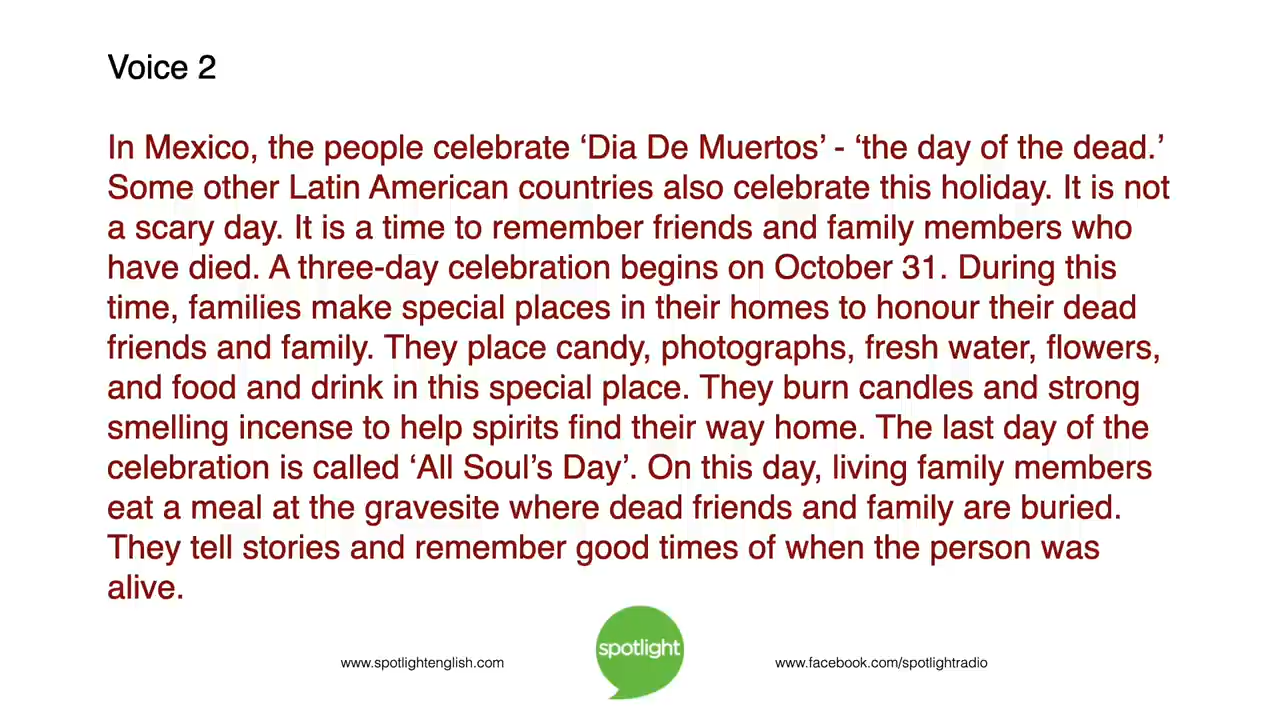 Voice 2
In Mexico, the people celebrate ‘Dia De Muertos’ - ‘the day of the dead.’
Some other Latin American countries also celebrate this holiday. It is not
a scary day. It is a time to remember friends and family members who
have died. A three-day celebration begins on October 31. During this
time, families make special places in their homes to honour their dead
friends and family. They place candy, photographs, fresh water, flowers,
and food and drink in this special place. They burn candles and strong
smelling incense to help spirits find their way home. The last day of the
celebration is called ‘All Soul’s Day’. On this day, living family members
eat a meal at the gravesite where dead friends and family are buried.
They tell stories and remember good times of when the person was
alive.
www.spotlightenglish.com
spotlight
www.facebook.com/spotlightradio